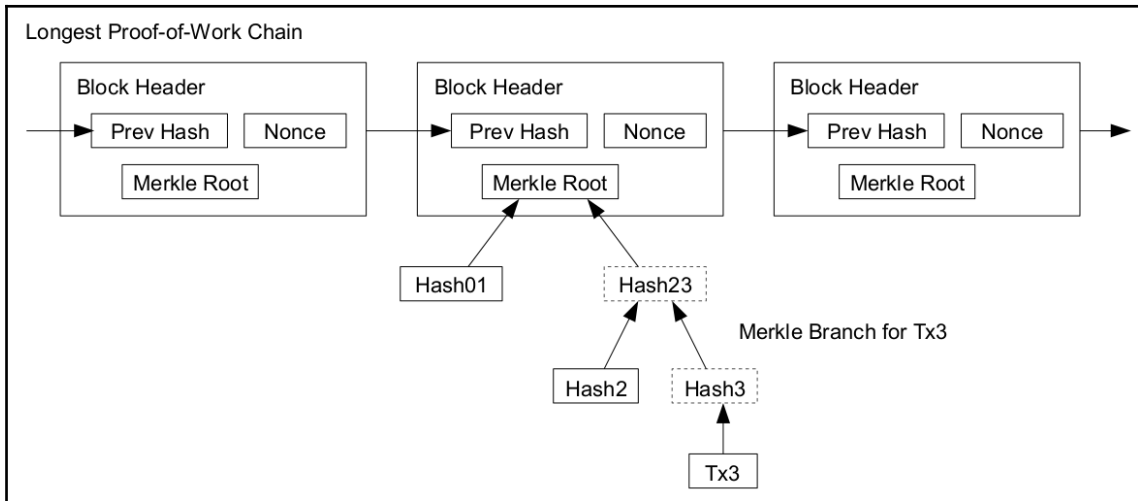 Longest Proof-of-Work Chain
Block Header
Block Header
Block Header
Prev Hash
Nonce
Prev Hash
Nonce
Prev Hash
Nonce
Merkle Root
Merkle Root
Merkle Root
Hash01
Hash23
Merkle Branch for Tx3
Hash2
Hash3
Tx3